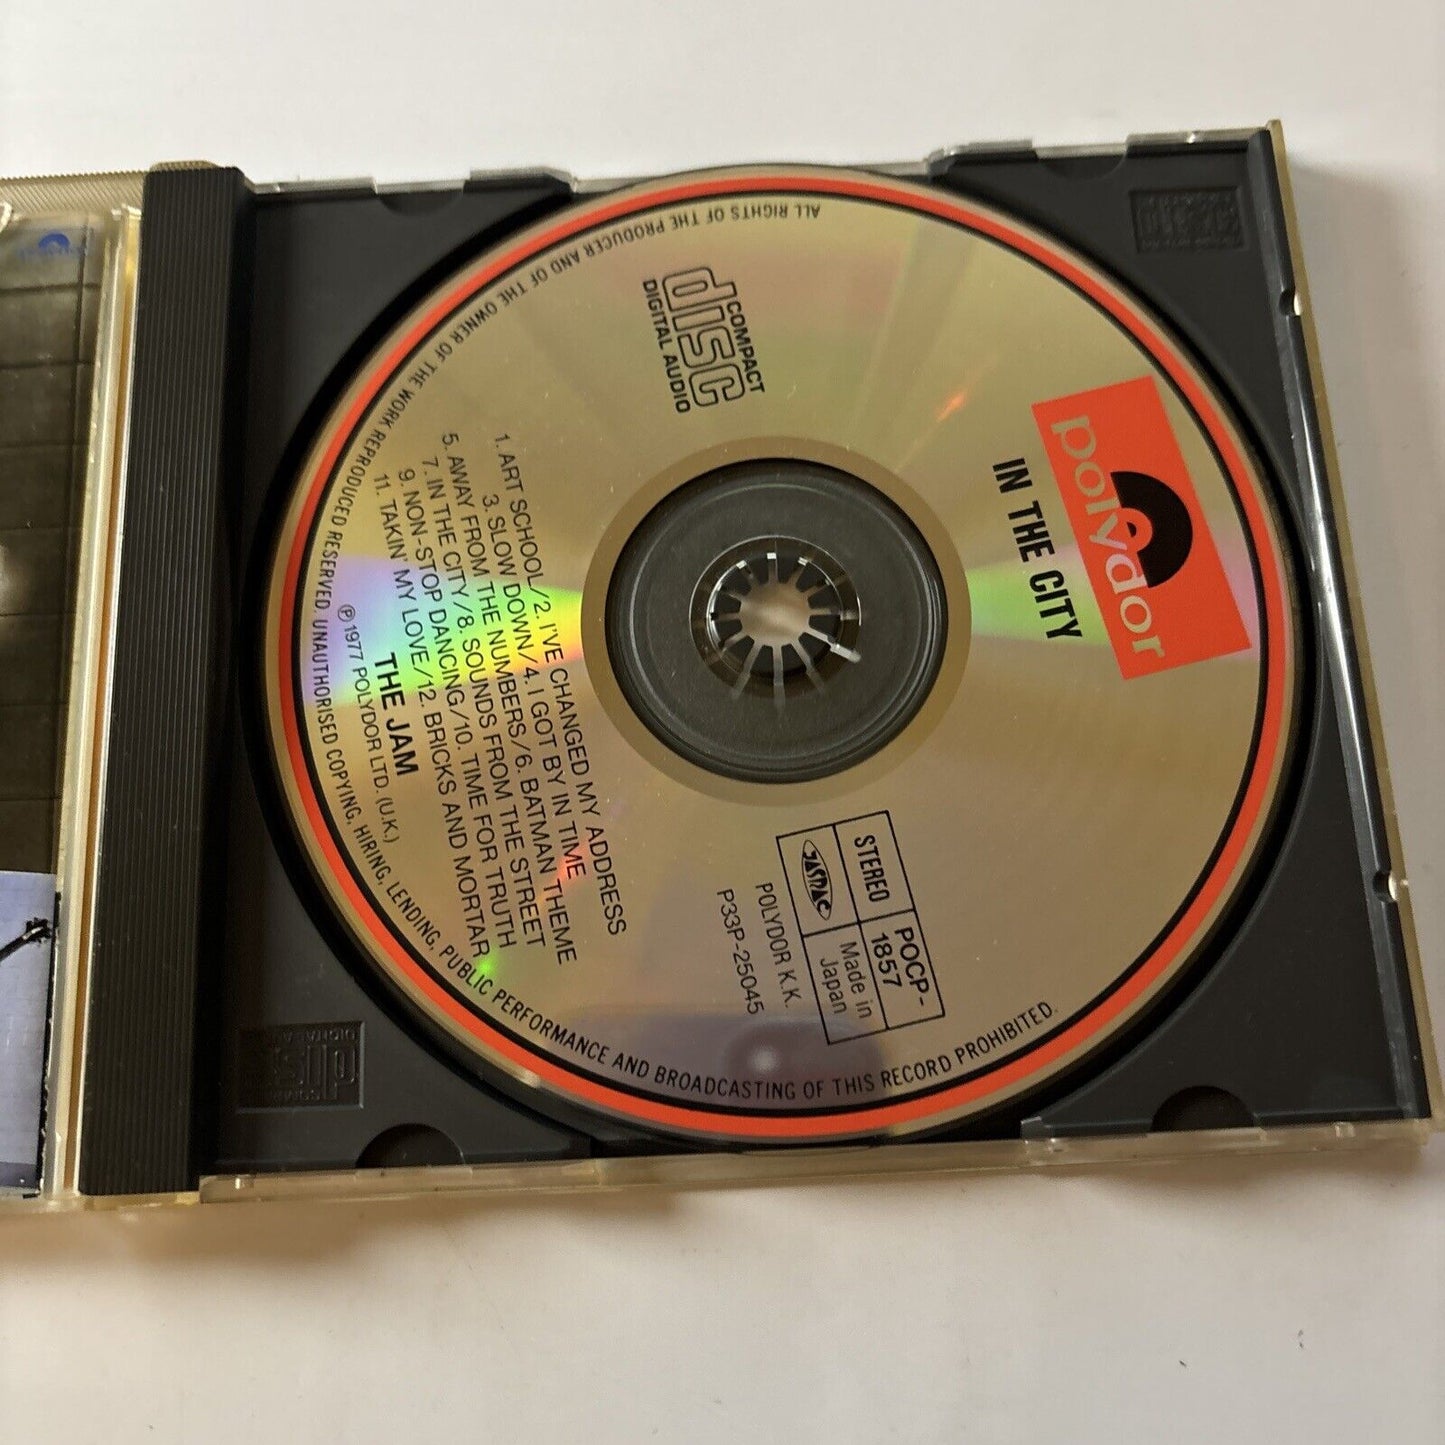 polydor
IN THE CITY
COMPACT
disc
DIGITAL AUDIO
STEREO
POCP-
1857
JASRAC
Made in
Japan
POLYDOR K.K.
P33P-25045
1. ART SCHOOL/2. I'VE CHANGED MY ADDRESS
3. SLOW DOWN/4. I GOT BY IN TIME
5. AWAY FROM THE NUMBERS/6. BATMAN THEME
7. IN THE CITY/8. SOUNDS FROM THE STREET
9. NON-STOP DANCING/10. TIME FOR TRUTH
11. TAKIN' MY LOVE/12. BRICKS AND MORTAR
THE JAM
℗1977 POLYDOR LTD. (U.K.)
ALL RIGHTS OF THE PRODUCER AND OF THE OWNER OF THE WORK REPRODUCED RESERVED. UNAUTHORISED COPYING, HIRING, LENDING, PUBLIC PERFORMANCE AND BROADCASTING OF THIS RECORD PROHIBITED.
disc